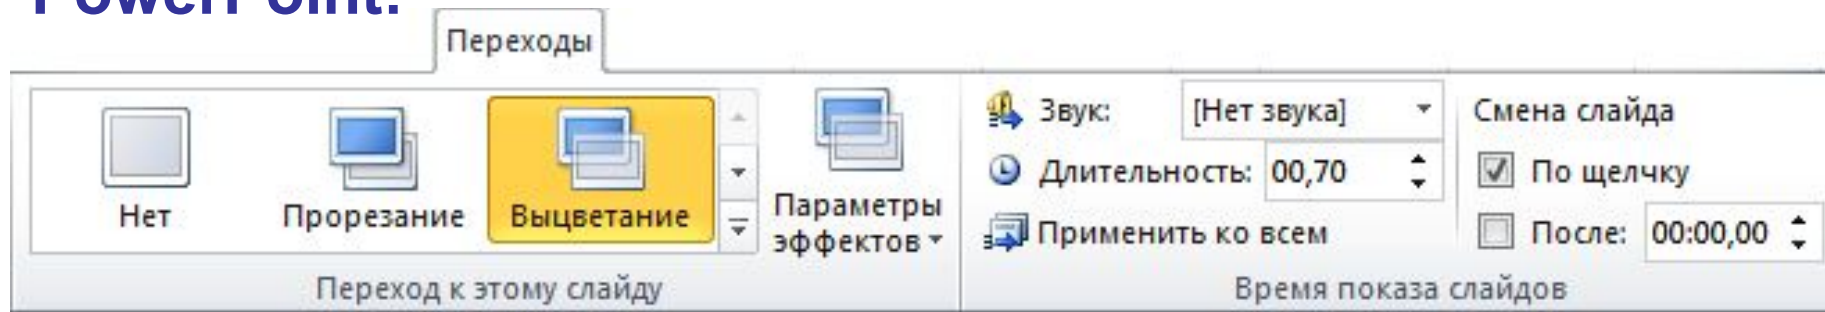 PowerPoint.
Переходы
Нет
Прорезание
Выцветание
Параметры
эффектов
Переход к этому слайду
Звук: [Нет звука]
Длительность: 00,70
Применить ко всем
Смена слайда
По щелчку
После: 00:00,00
Время показа слайдов